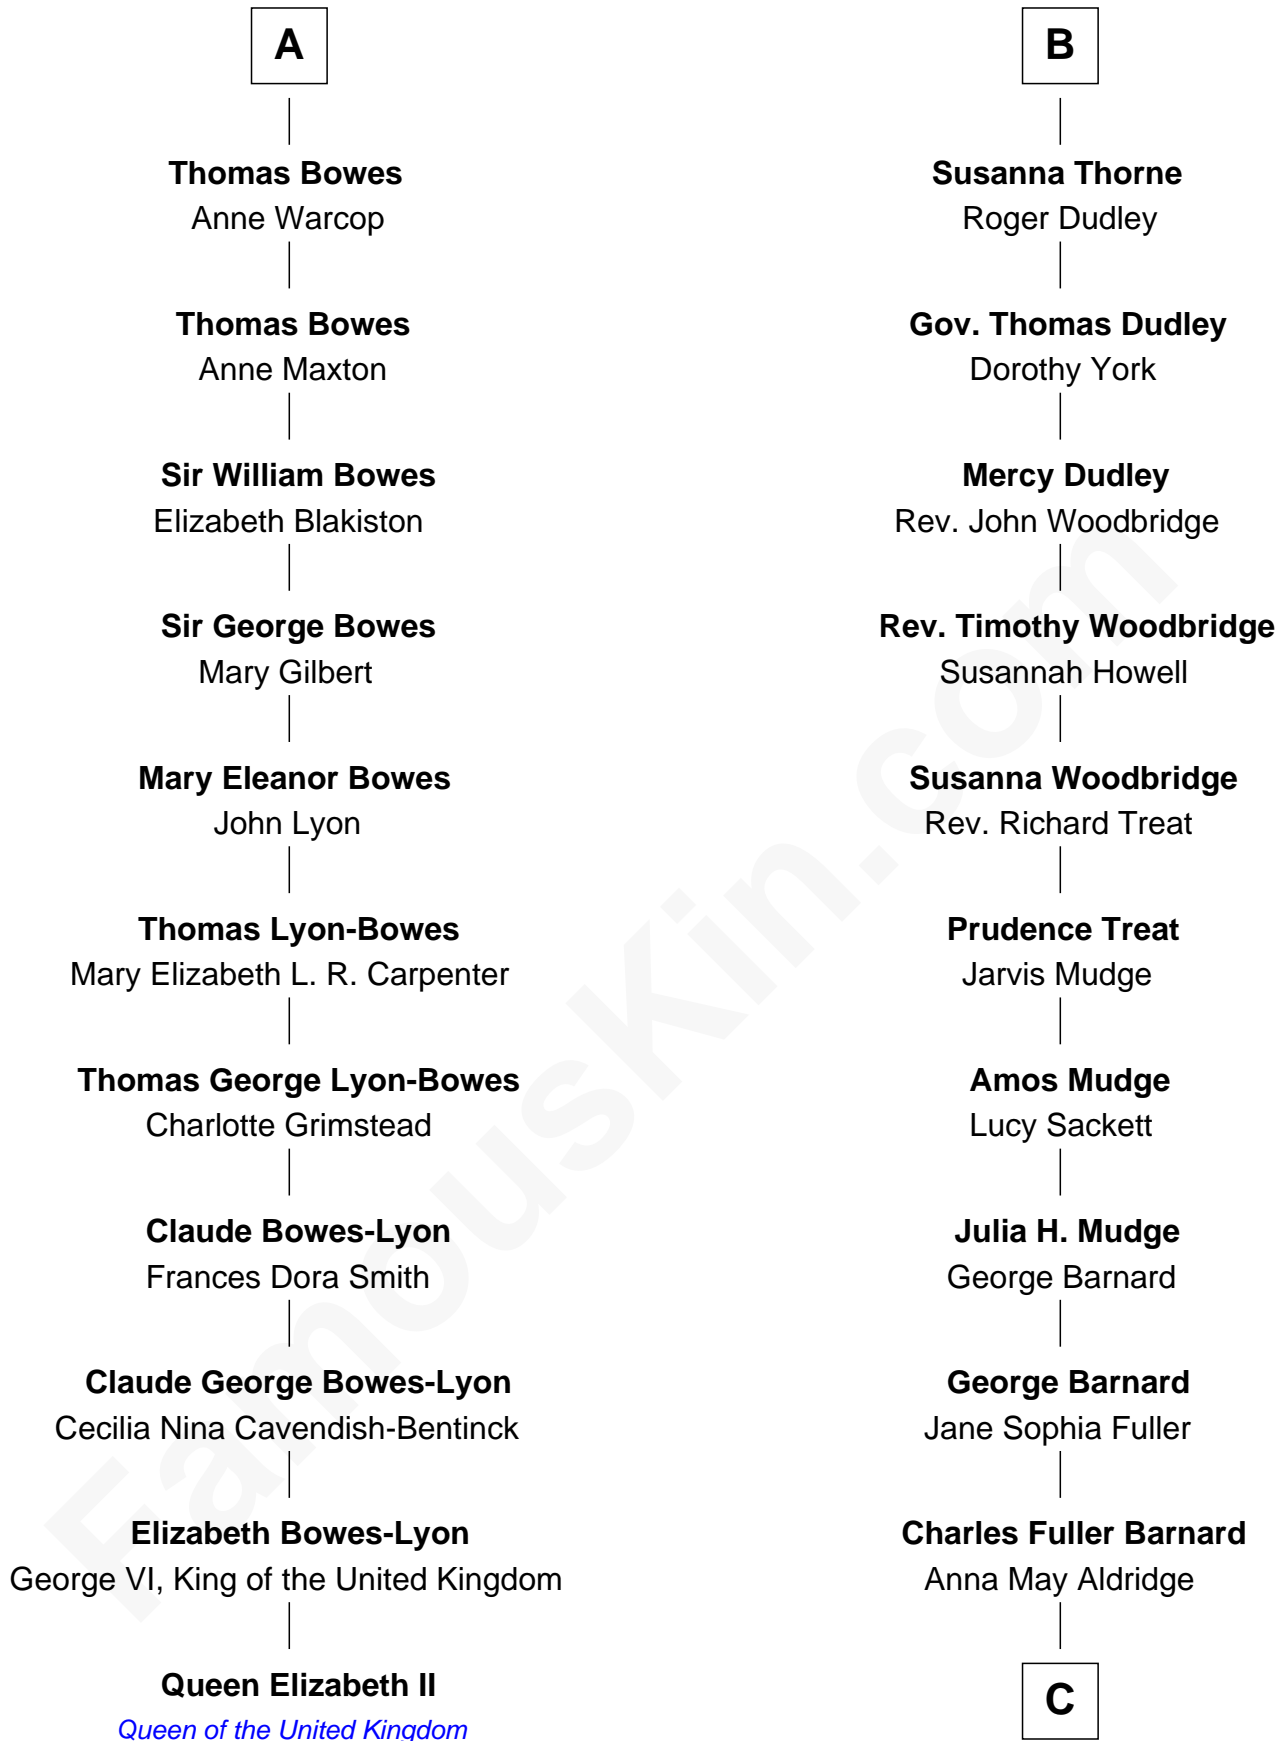 A
Thomas Bowes
Anne Warcop
Thomas Bowes
Anne Maxton
Sir William Bowes
Elizabeth Blakiston
Sir George Bowes
Mary Gilbert
Mary Eleanor Bowes
John Lyon
Thomas Lyon-Bowes
Mary Elizabeth L. R. Carpenter
Thomas George Lyon-Bowes
Charlotte Grimstead
Claude Bowes-Lyon
Frances Dora Smith
Claude George Bowes-Lyon
Cecilia Nina Cavendish-Bentinck
Elizabeth Bowes-Lyon
George VI, King of the United Kingdom
Queen Elizabeth II
Queen of the United Kingdom
B
Susanna Thorne
Roger Dudley
Gov. Thomas Dudley
Dorothy York
Mercy Dudley
Rev. John Woodbridge
Rev. Timothy Woodbridge
Susannah Howell
Susanna Woodbridge
Rev. Richard Treat
Prudence Treat
Jarvis Mudge
Amos Mudge
Lucy Sackett
Julia H. Mudge
George Barnard
George Barnard
Jane Sophia Fuller
Charles Fuller Barnard
Anna May Aldridge
C
FamousKin.com